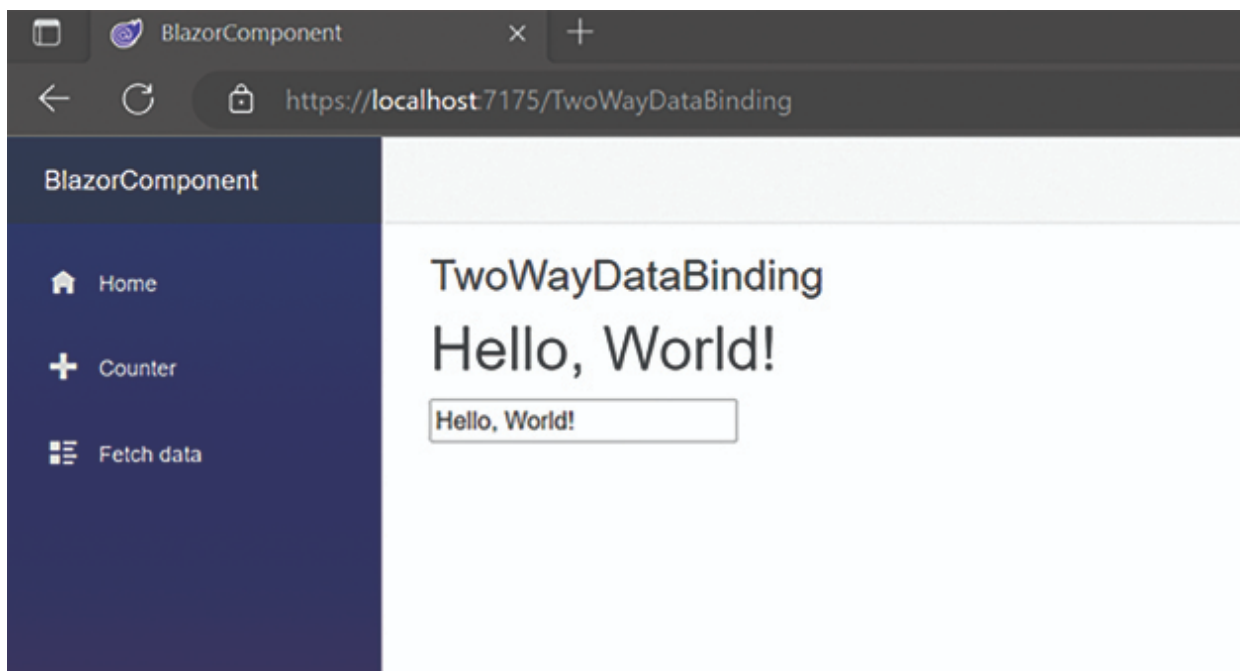 BlazorComponent
https://localhost:7175/TwoWayDataBinding
BlazorComponent
Home
Counter
Fetch data
TwoWayDataBinding
Hello, World!
Hello, World!